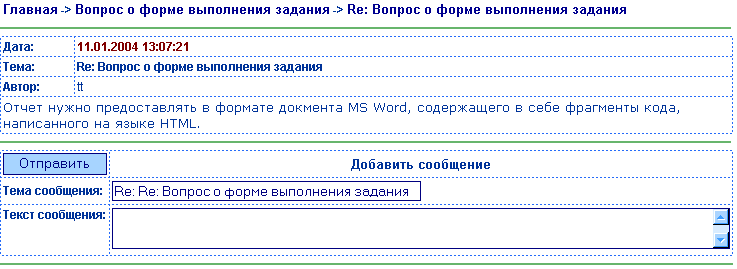 Главная -> Вопрос о форме выполнения задания -> Re: Вопрос о форме выполнения задания
Дата: 11.01.2004 13:07:21
Тема: Re: Вопрос о форме выполнения задания
Автор: tt
Отчет нужно предоставлять в формате докмента MS Word, содержащего в себе фрагменты кода,
написанного на языке HTML.
Отправить Добавить сообщение
Тема сообщения: Re: Re: Вопрос о форме выполнения задания
Текст сообщения: